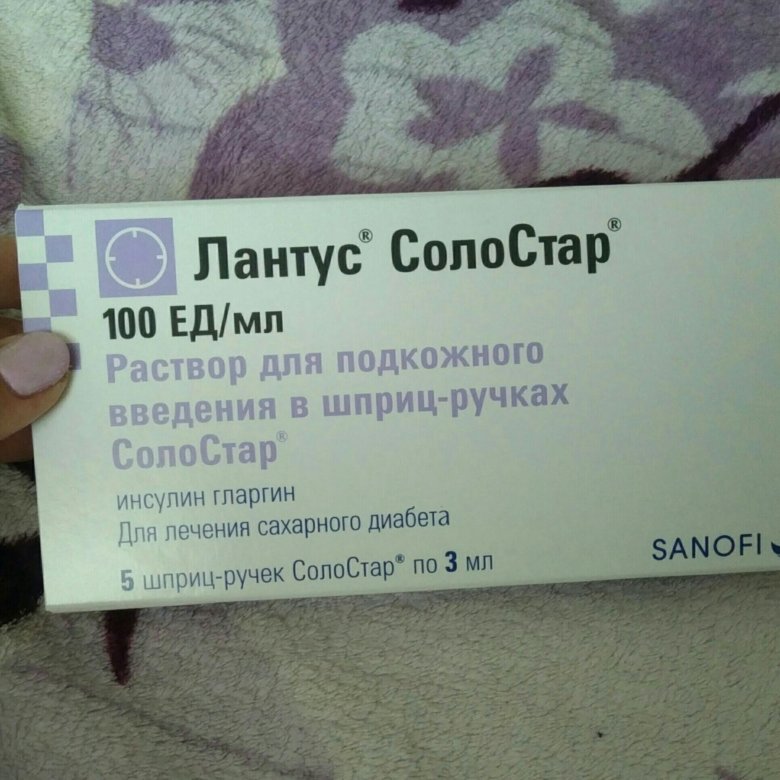 Лантус® СолоСтар®
100 ЕД/мл
Раствор для подкожного
введения в шприц-ручках
СолоСтар®
инсулин гларгин
Для лечения сахарного диабета
5 шприц-ручек СолоСтар® по 3 мл
SANOFI